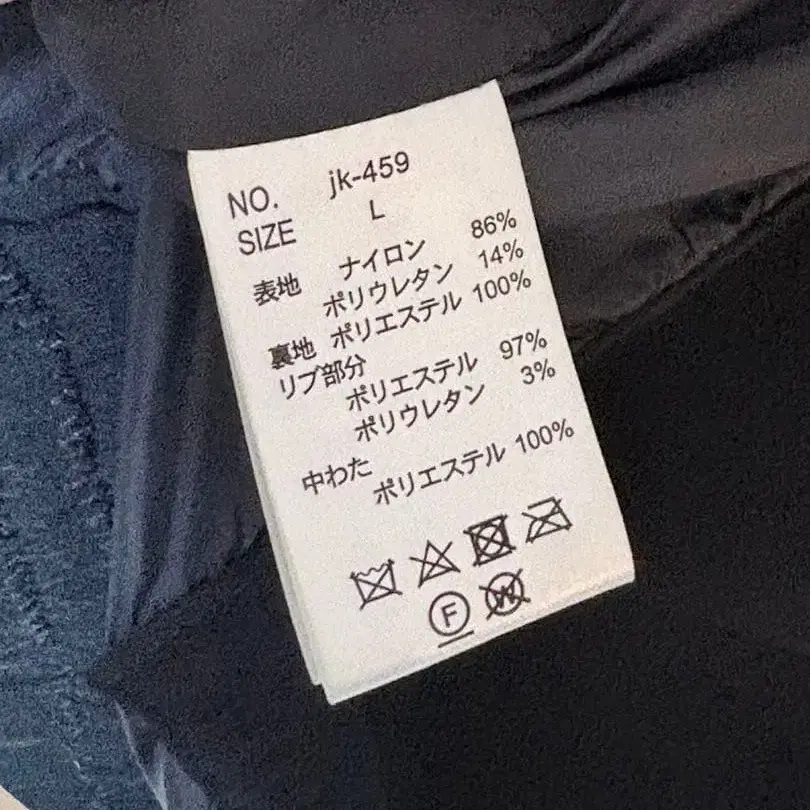 NO. jk-459
SIZE L
表地 ナイロン 86%
ポリウレタン 14%
裏地 ポリエステル 100%
リブ部分
ポリエステル 97%
ポリウレタン 3%
中わた
ポリエステル 100%
F W